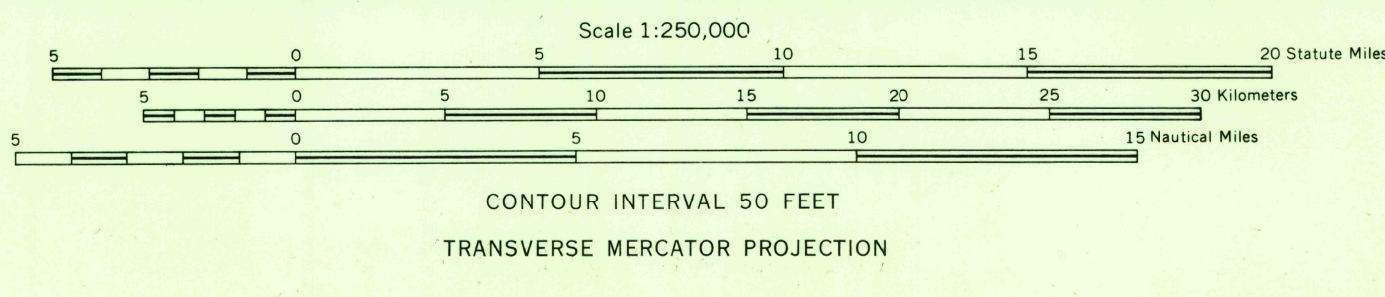 Scale 1:250,000
5 0 5 10 15 20 Statute Miles
5 0 5 10 15 20 25 30 Kilometers
5 0 5 10 15 Nautical Miles
CONTOUR INTERVAL 50 FEET
TRANSVERSE MERCATOR PROJECTION